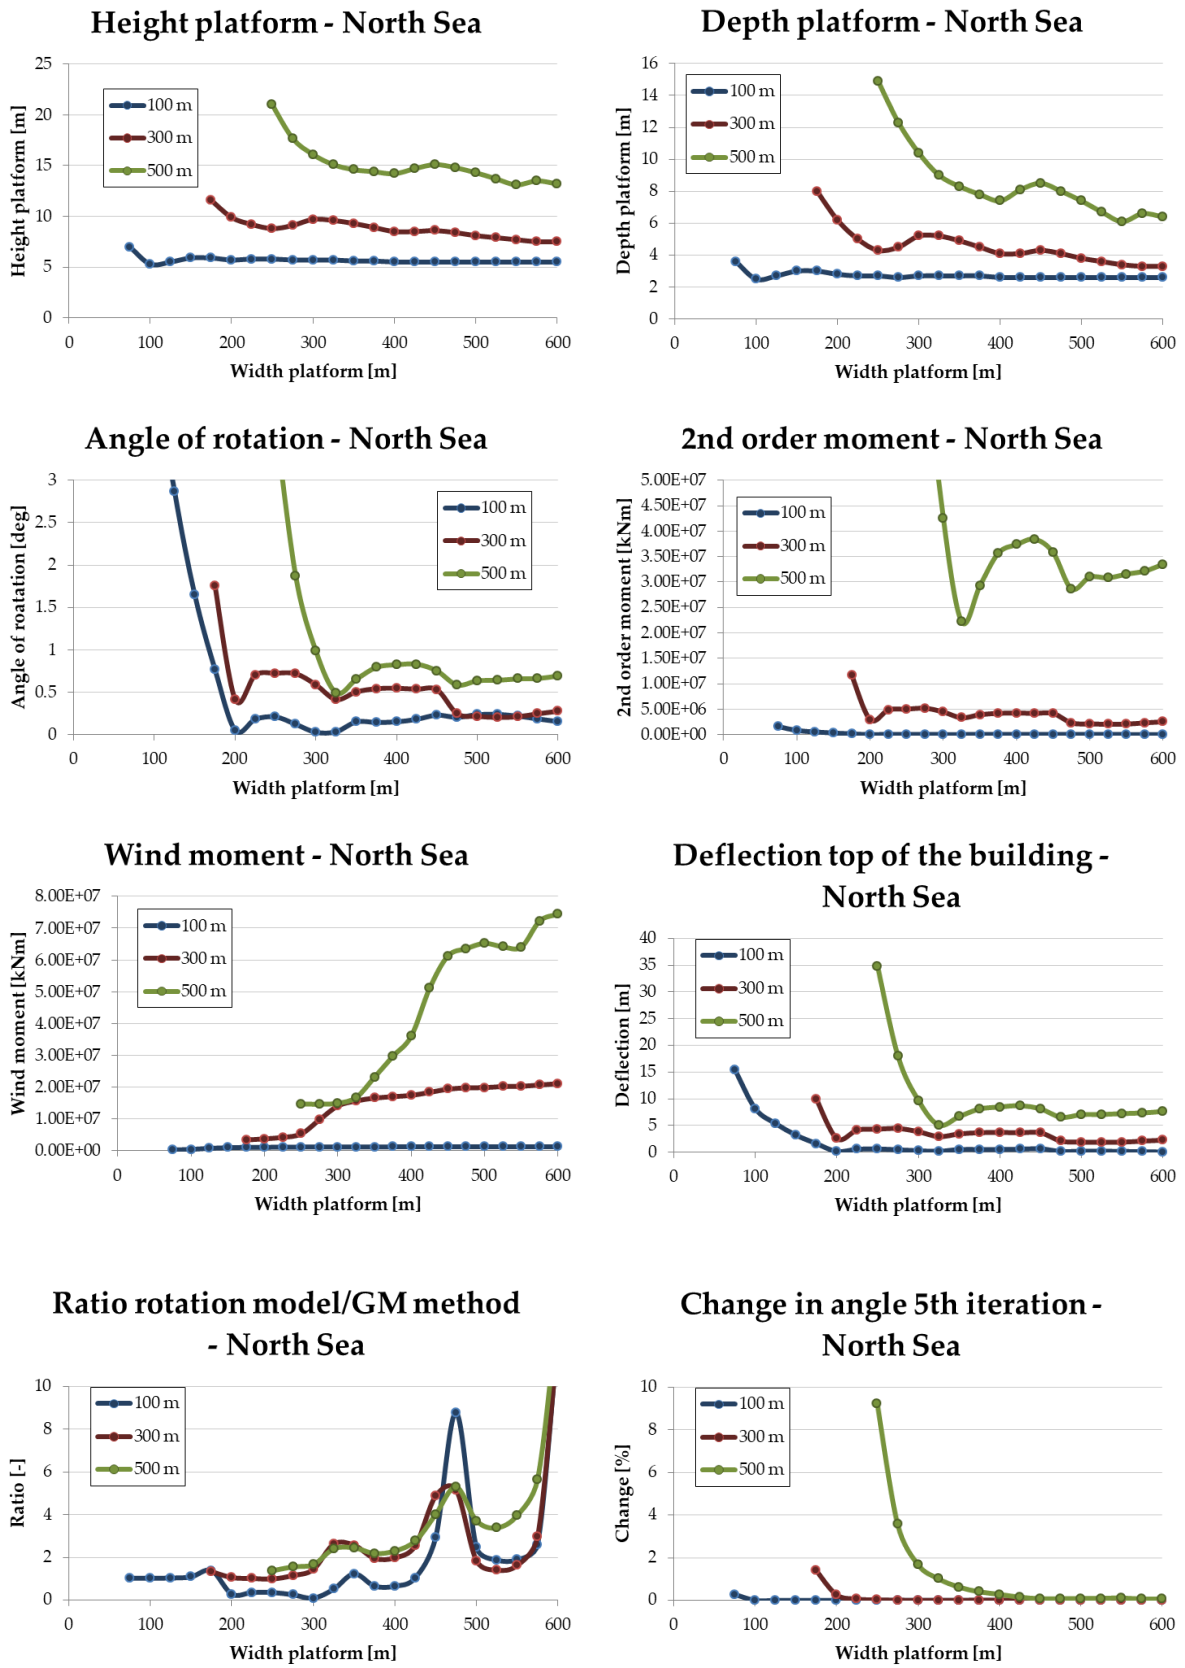 Height platform - North Sea
25
20
15
10
5
0
0 100 200 300 400 500 600
Height platform [m]
Width platform [m]
100 m
300 m
500 m
Depth platform - North Sea
16
14
12
10
8
6
4
2
0
0 100 200 300 400 500 600
Depth platform [m]
Width platform [m]
100 m
300 m
500 m
Angle of rotation - North Sea
3
2.5
2
1.5
1
0.5
0
0 100 200 300 400 500 600
Angle of roatation [deg]
Width platform [m]
100 m
300 m
500 m
2nd order moment - North Sea
5.00E+07
4.50E+07
4.00E+07
3.50E+07
3.00E+07
2.50E+07
2.00E+07
1.50E+07
1.00E+07
5.00E+06
0.00E+00
0 100 200 300 400 500 600
2nd order moment [kNm]
Width platform [m]
100 m
300 m
500 m
Wind moment - North Sea
8.00E+07
7.00E+07
6.00E+07
5.00E+07
4.00E+07
3.00E+07
2.00E+07
1.00E+07
0.00E+00
0 100 200 300 400 500 600
Wind moment [kNm]
Width platform [m]
100 m
300 m
500 m
Deflection top of the building -
North Sea
40
35
30
25
20
15
10
5
0
0 100 200 300 400 500 600
Deflection [m]
Width platform [m]
100 m
300 m
500 m
Ratio rotation model/GM method
- North Sea
10
8
6
4
2
0
0 100 200 300 400 500 600
Ratio [-]
Width platform [m]
100 m
300 m
500 m
Change in angle 5th iteration -
North Sea
10
8
6
4
2
0
0 100 200 300 400 500 600
Change [%]
Width platform [m]
100 m
300 m
500 m